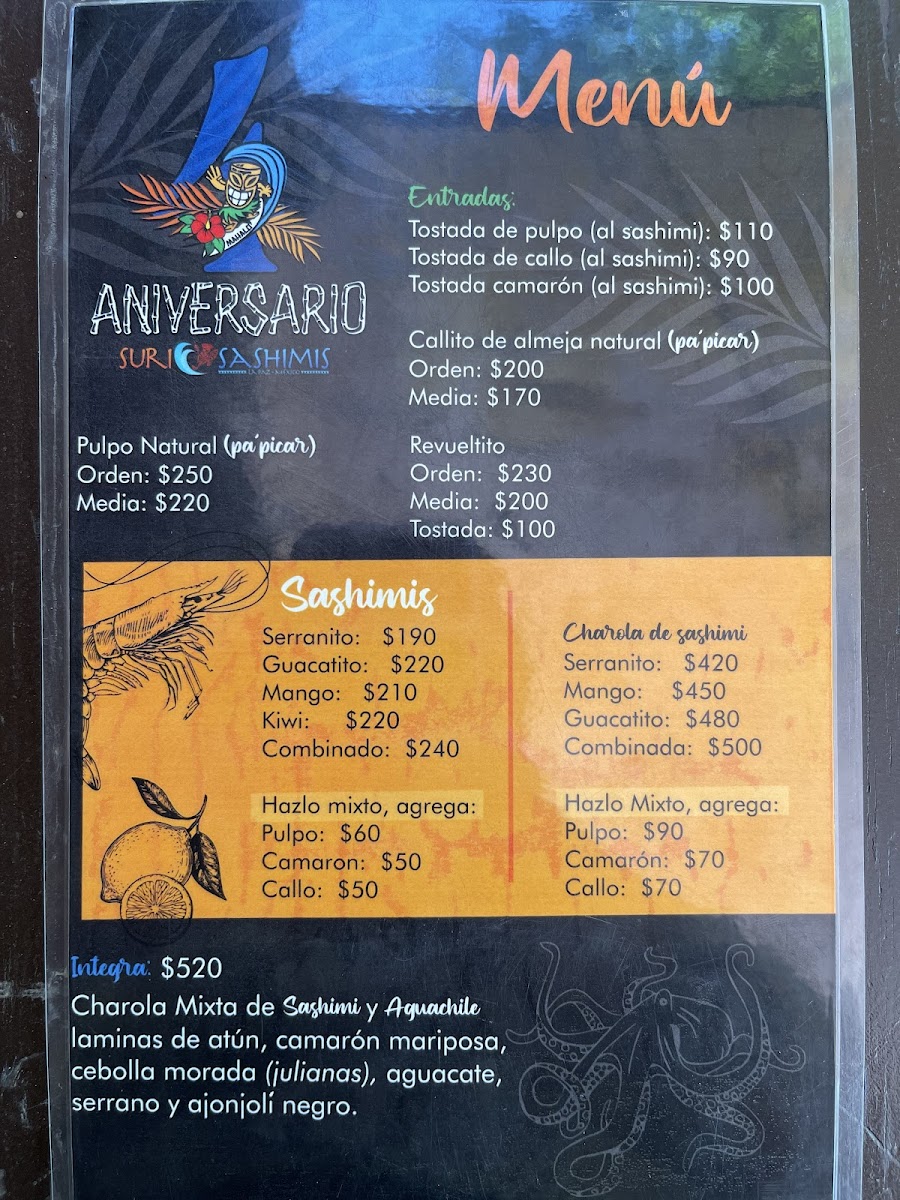 Menú
4
MAHALO
ANIVERSARIO
SURI SASHIMIS
LA PAZ - MÉXICO
Entradas:
Tostada de pulpo (al sashimi): $110
Tostada de callo (al sashimi): $90
Tostada camarón (al sashimi): $100
Callito de almeja natural (pa'picar)
Orden: $200
Media: $170
Pulpo Natural (pa'picar)
Orden: $250
Media: $220
Revueltito
Orden: $230
Media: $200
Tostada: $100
Sashimis
Serranito: $190
Guacatito: $220
Mango: $210
Kiwi: $220
Combinado: $240
Hazlo mixto, agrega:
Pulpo: $60
Camaron: $50
Callo: $50
Charola de sashimi
Serranito: $420
Mango: $450
Guacatito: $480
Combinada: $500
Hazlo Mixto, agrega:
Pulpo: $90
Camarón: $70
Callo: $70
Integra: $520
Charola Mixta de Sashimi y Aguachile
laminas de atún, camarón mariposa,
cebolla morada (julianas), aguacate,
serrano y ajonjolí negro.